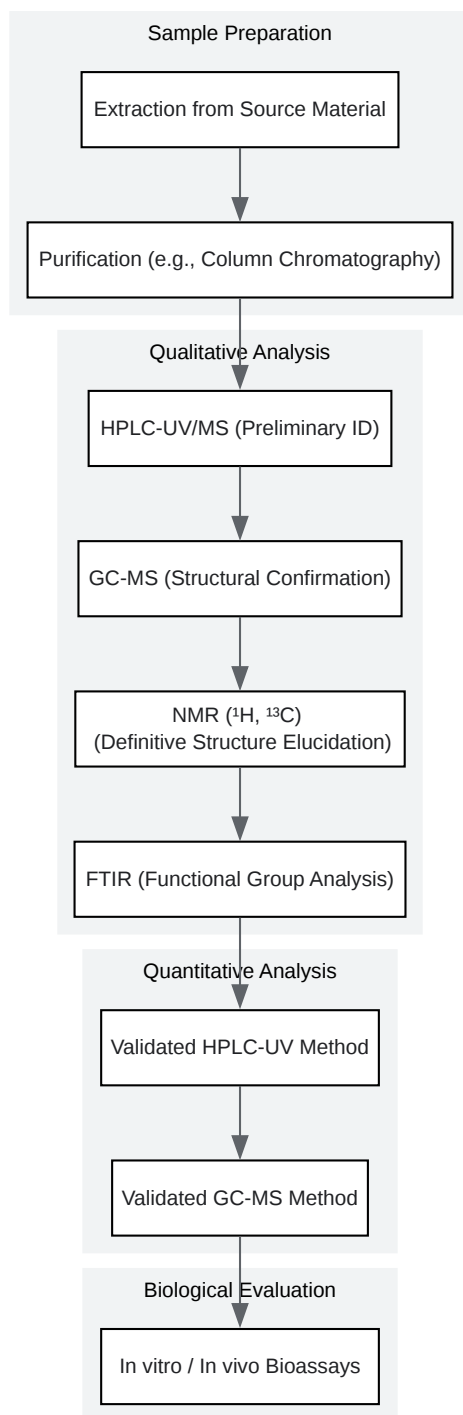 Sample Preparation
Extraction from Source Material
Purification (e.g., Column Chromatography)
Qualitative Analysis
HPLC-UV/MS (Preliminary ID)
GC-MS (Structural Confirmation)
NMR (¹H, ¹³C)
(Definitive Structure Elucidation)
FTIR (Functional Group Analysis)
Quantitative Analysis
Validated HPLC-UV Method
Validated GC-MS Method
Biological Evaluation
In vitro / In vivo Bioassays